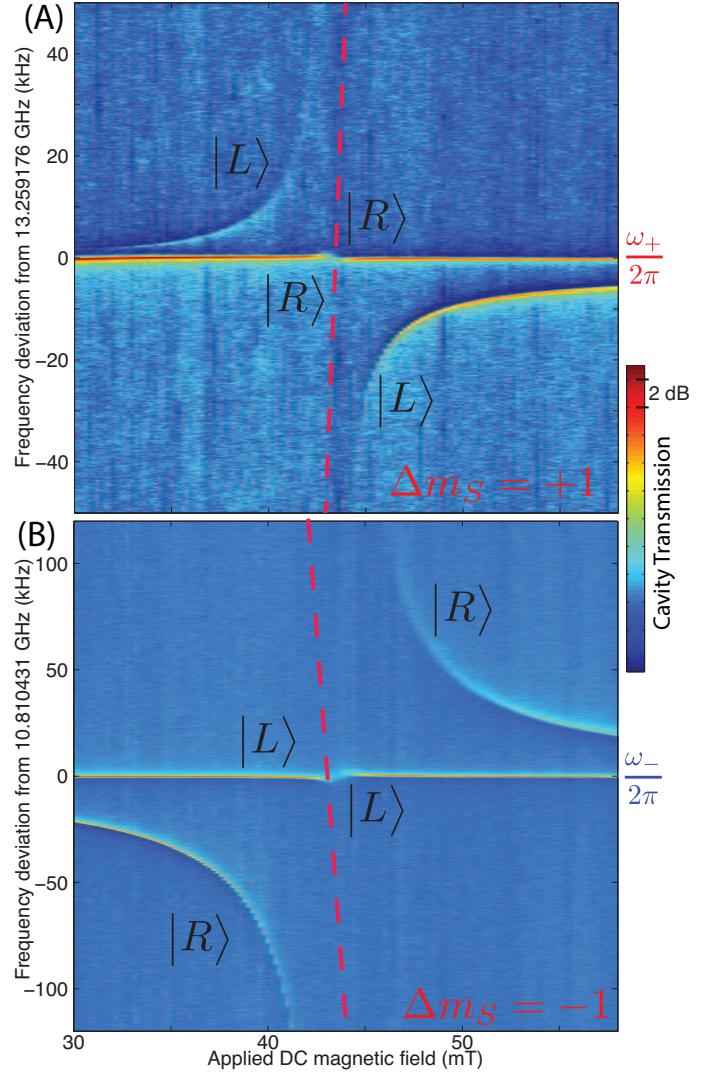 (A)
Frequency deviation from 13.259176 GHz (kHz)
40
20
0
−20
−40
|L⟩
|R⟩
|R⟩
|L⟩
Δm_S = +1
ω_+
2π
2 dB
Cavity Transmission
(B)
Frequency deviation from 10.810431 GHz (kHz)
100
50
0
−50
−100
|R⟩
|L⟩
|L⟩
|R⟩
Δm_S = −1
ω_−
2π
30
40
50
Applied DC magnetic field (mT)